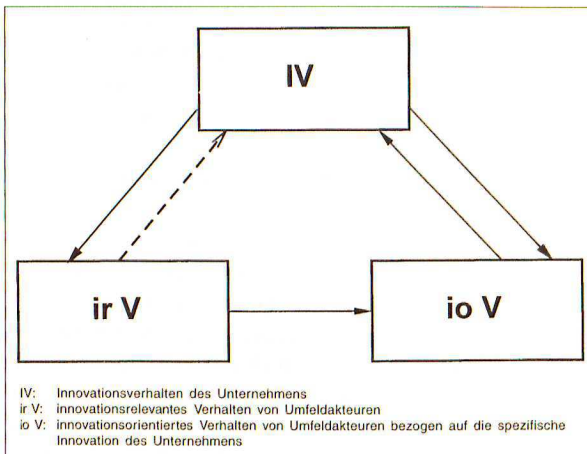 IV
ir V
io V
IV: Innovationsverhalten des Unternehmens
ir V: innovationsrelevantes Verhalten von Umfeldakteuren
io V: innovationsorientiertes Verhalten von Umfeldakteuren bezogen auf die spezifische
Innovation des Unternehmens